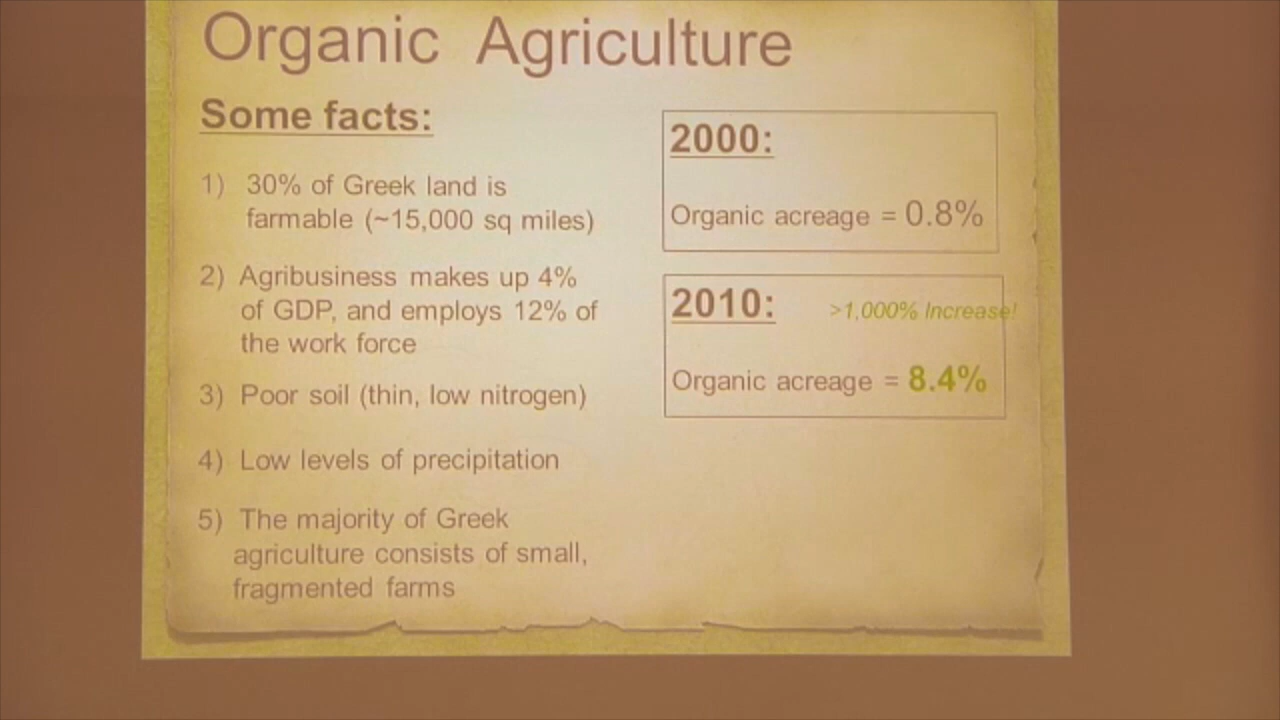 Organic Agriculture
Some facts:
1) 30% of Greek land is
farmable (~15,000 sq miles)
2) Agribusiness makes up 4%
of GDP, and employs 12% of
the work force
3) Poor soil (thin, low nitrogen)
4) Low levels of precipitation
5) The majority of Greek
agriculture consists of small,
fragmented farms
2000:
Organic acreage = 0.8%
2010: >1,000% Increase!
Organic acreage = 8.4%